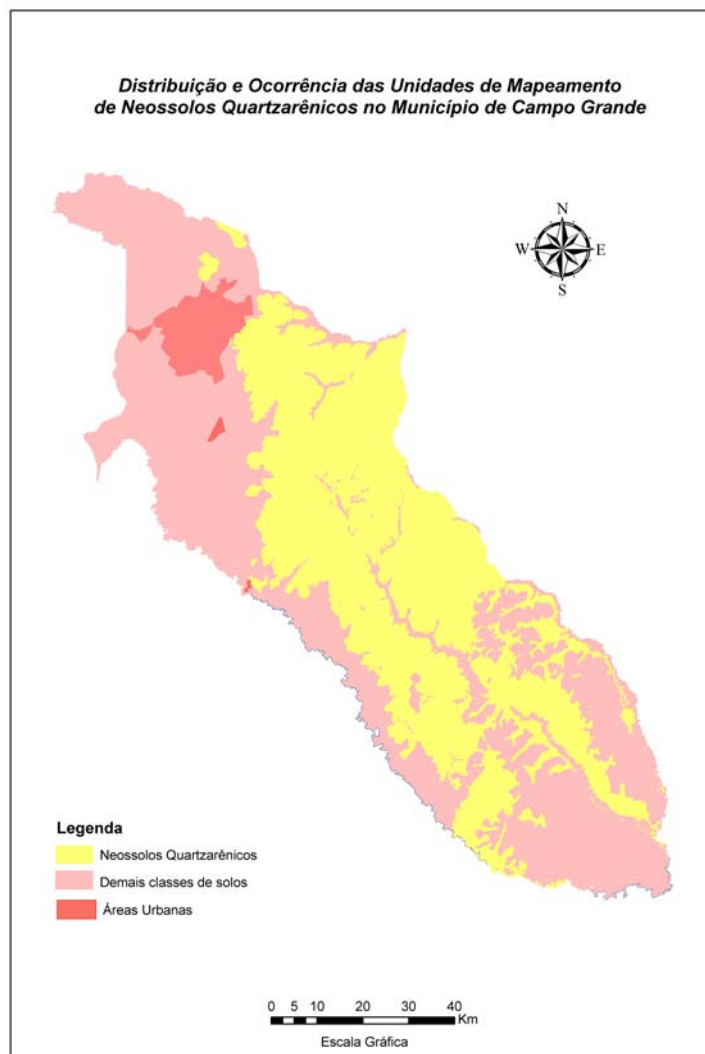 Distribuição e Ocorrência das Unidades de Mapeamento
de Neossolos Quartzarênicos no Município de Campo Grande
N
W E
S
Legenda
Neossolos Quartzarênicos
Demais classes de solos
Áreas Urbanas
0 5 10 20 30 40
Km
Escala Gráfica